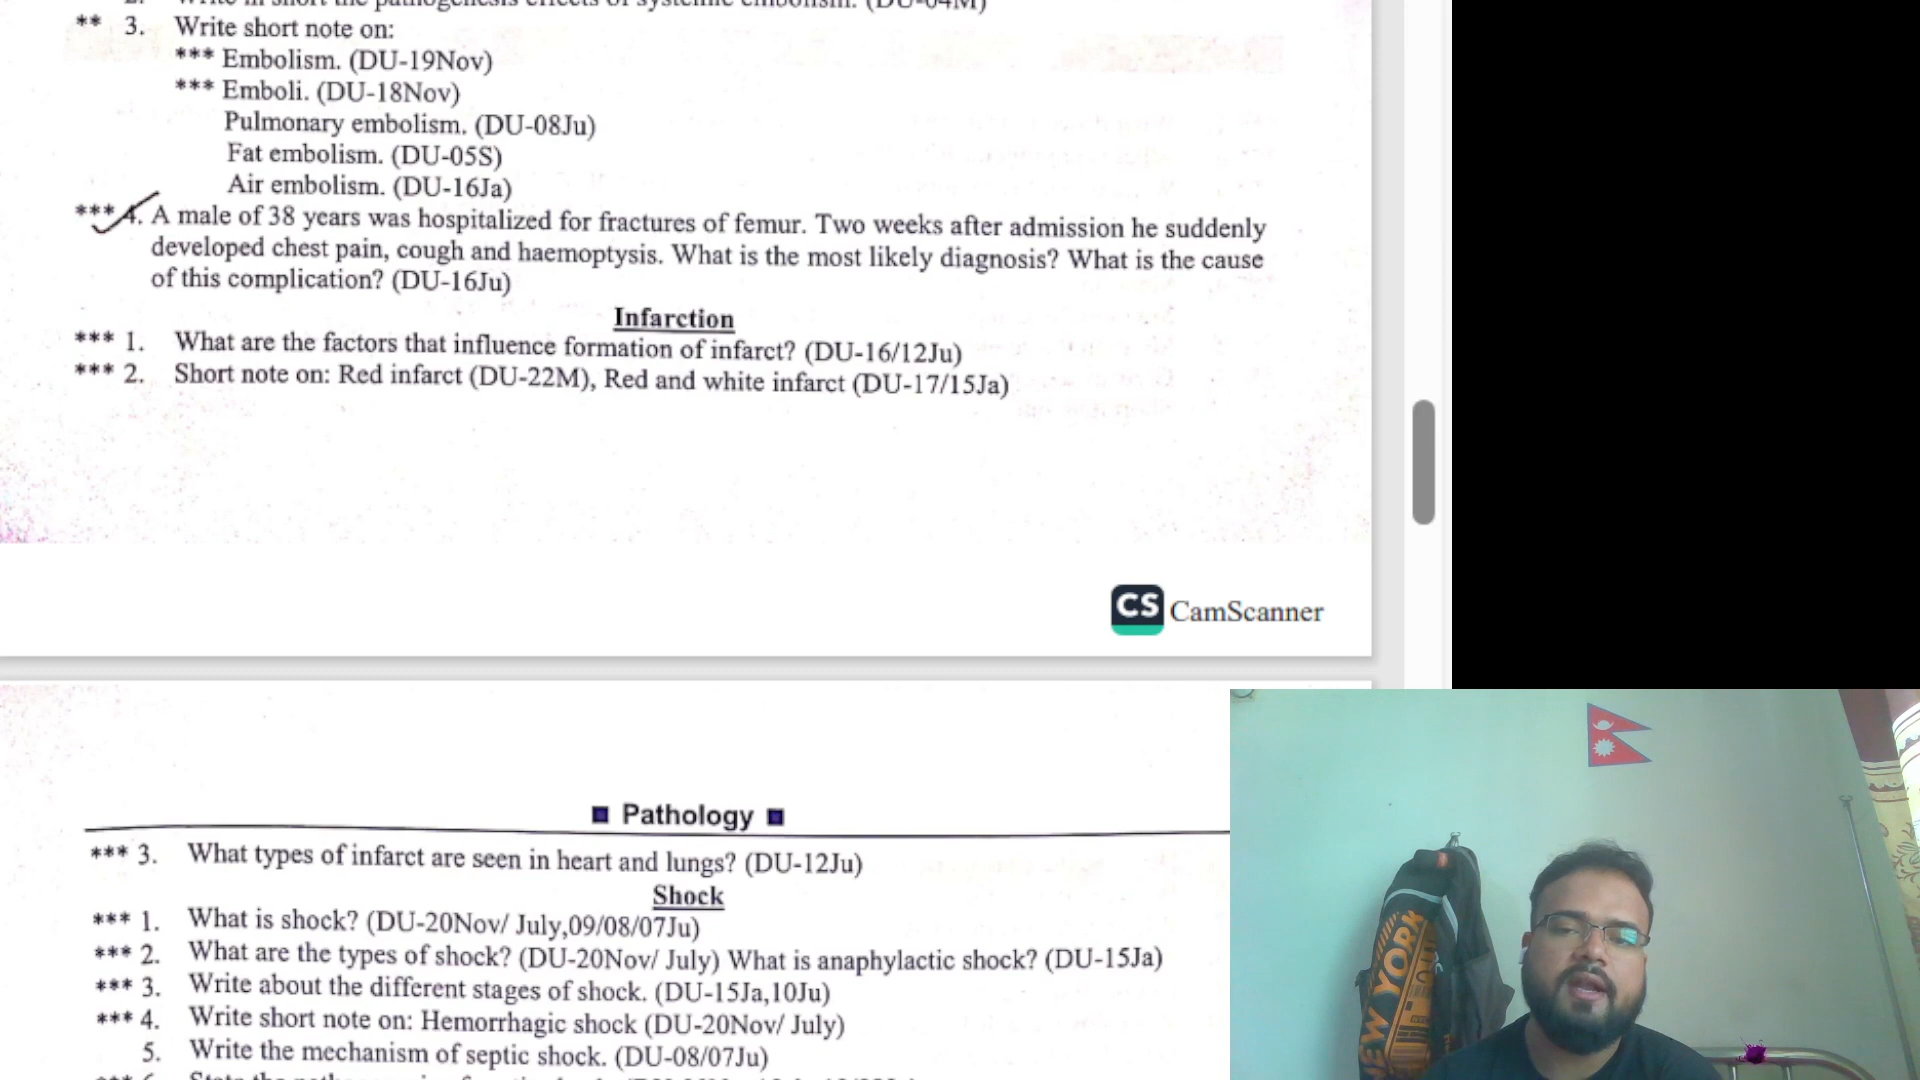 ** 3. Write short note on:
*** Embolism. (DU-19Nov)
*** Emboli. (DU-18Nov)
Pulmonary embolism. (DU-08Ju)
Fat embolism. (DU-05S)
Air embolism. (DU-16Ja)
*** 4. A male of 38 years was hospitalized for fractures of femur. Two weeks after admission he suddenly
developed chest pain, cough and haemoptysis. What is the most likely diagnosis? What is the cause
of this complication? (DU-16Ju)
Infarction
*** 1. What are the factors that influence formation of infarct? (DU-16/12Ju)
*** 2. Short note on: Red infarct (DU-22M), Red and white infarct (DU-17/15Ja)
CS CamScanner
Pathology
*** 3. What types of infarct are seen in heart and lungs? (DU-12Ju)
Shock
*** 1. What is shock? (DU-20Nov/ July,09/08/07Ju)
*** 2. What are the types of shock? (DU-20Nov/ July) What is anaphylactic shock? (DU-15Ja)
*** 3. Write about the different stages of shock. (DU-15Ja,10Ju)
*** 4. Write short note on: Hemorrhagic shock (DU-20Nov/ July)
5. Write the mechanism of septic shock. (DU-08/07Ju)
NEW YORK